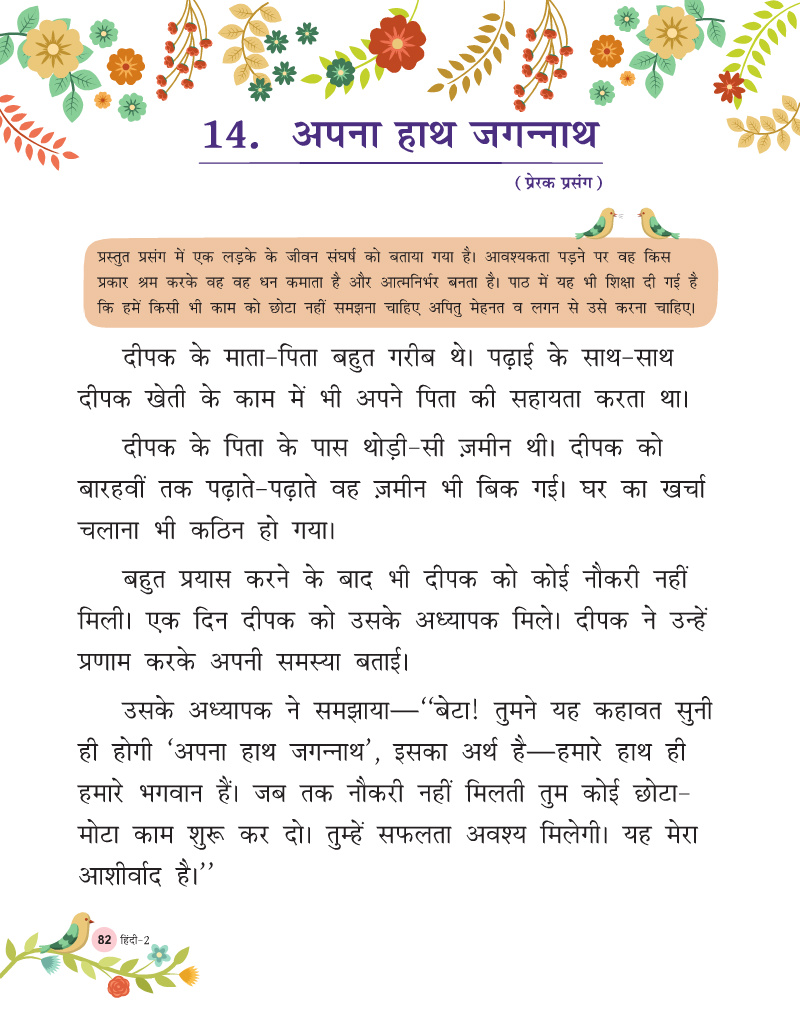 14. अपना हाथ जगन्नाथ
(प्रेरक प्रसंग)
प्रस्तुत प्रसंग में एक लड़के के जीवन संघर्ष को बताया गया है। आवश्यकता पड़ने पर वह किस
प्रकार श्रम करके वह वह धन कमाता है और आत्मनिर्भर बनता है। पाठ में यह भी शिक्षा दी गई है
कि हमें किसी भी काम को छोटा नहीं समझना चाहिए अपितु मेहनत व लगन से उसे करना चाहिए।
दीपक के माता-पिता बहुत गरीब थे। पढ़ाई के साथ-साथ
दीपक खेती के काम में भी अपने पिता की सहायता करता था।
दीपक के पिता के पास थोड़ी-सी ज़मीन थी। दीपक को
बारहवीं तक पढ़ाते-पढ़ाते वह ज़मीन भी बिक गई। घर का खर्चा
चलाना भी कठिन हो गया।
बहुत प्रयास करने के बाद भी दीपक को कोई नौकरी नहीं
मिली। एक दिन दीपक को उसके अध्यापक मिले। दीपक ने उन्हें
प्रणाम करके अपनी समस्या बताई।
उसके अध्यापक ने समझाया—‘‘बेटा! तुमने यह कहावत सुनी
ही होगी ‘अपना हाथ जगन्नाथ’, इसका अर्थ है—हमारे हाथ ही
हमारे भगवान हैं। जब तक नौकरी नहीं मिलती तुम कोई छोटा-
मोटा काम शुरू कर दो। तुम्हें सफलता अवश्य मिलेगी। यह मेरा
आशीर्वाद है।’’
82 हिंदी-2